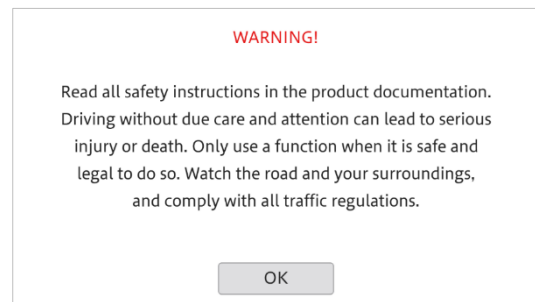 WARNING!
Read all safety instructions in the product documentation.
Driving without due care and attention can lead to serious
injury or death. Only use a function when it is safe and
legal to do so. Watch the road and your surroundings,
and comply with all traffic regulations.
OK